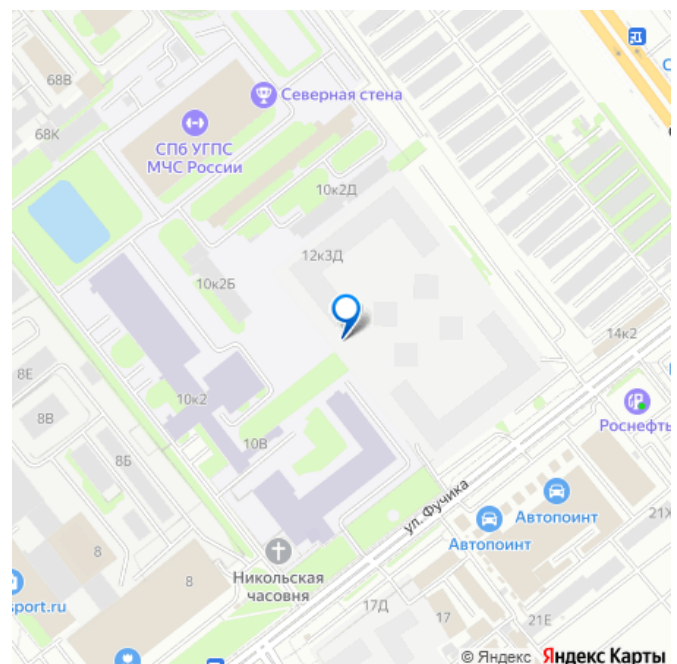 68В
Северная стена
68К
СПб УГПС
МЧС России
10к2Д
12к3Д
10к2Б
14к2
8Е
10к2
Роснефть
8В
10В
8Б
ул. Фучика
Автопоинт
21
Автопоинт
8
Никольская
часовня
8
sport.ru
17Д
17
21Е
© Яндекс Яндекс Карты